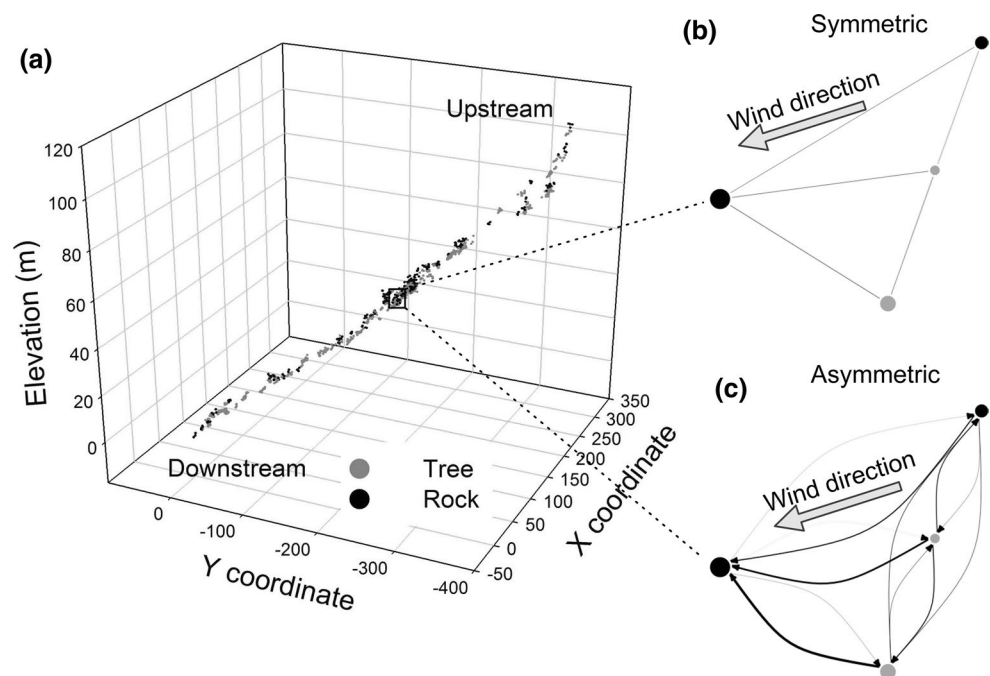 (a)
Upstream
Elevation (m)
120
100
80
60
40
20
0
Downstream
Tree
Rock
0
-100
-200
-300
-400
Y coordinate
350
300
250
200
150
100
50
0
-50
X coordinate
(b)
Symmetric
Wind direction
(c)
Asymmetric
Wind direction